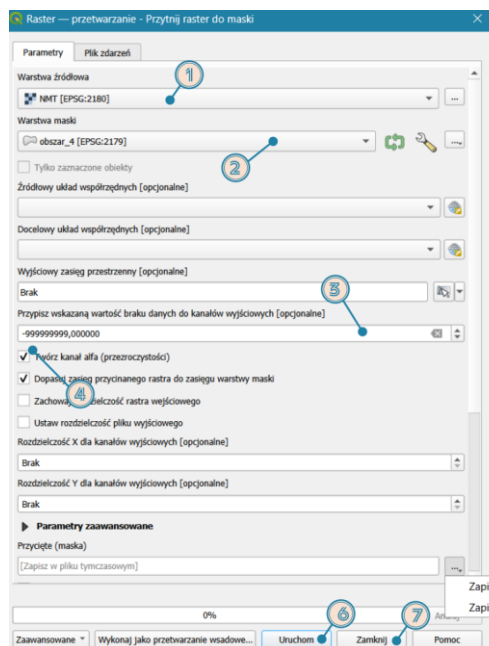 Raster — przetwarzanie - Przytnij raster do maski
Parametry Plik zdarzeń
1
Warstwa źródłowa
NMT [EPSG:2180]
...
Warstwa maski
obszar_4 [EPSG:2179]
...
2
Tylko zaznaczone obiekty
Źródłowy układ współrzędnych [opcjonalne]
Docelowy układ współrzędnych [opcjonalne]
Wyjściowy zasięg przestrzenny [opcjonalne]
Brak
3
Przypisz wskazaną wartość braku danych do kanałów wyjściowych [opcjonalne]
-999999999,000000
Twórz kanał alfa (przezroczystości)
Dopasuj zasięg przycinanego rastra do zasięgu warstwy maski
4
Zachowaj rozdzielczość rastra wejściowego
Ustaw rozdzielczość pliku wyjściowego
Rozdzielczość X dla kanałów wyjściowych [opcjonalne]
Brak
Rozdzielczość Y dla kanałów wyjściowych [opcjonalne]
Brak
Parametry zaawansowane
Przycięte (maska)
[Zapisz w pliku tymczasowym]
...
Zapi
Zapi
0%
6
7
Zaawansowane Wykonaj jako przetwarzanie wsadowe... Uruchom Zamknij Pomoc